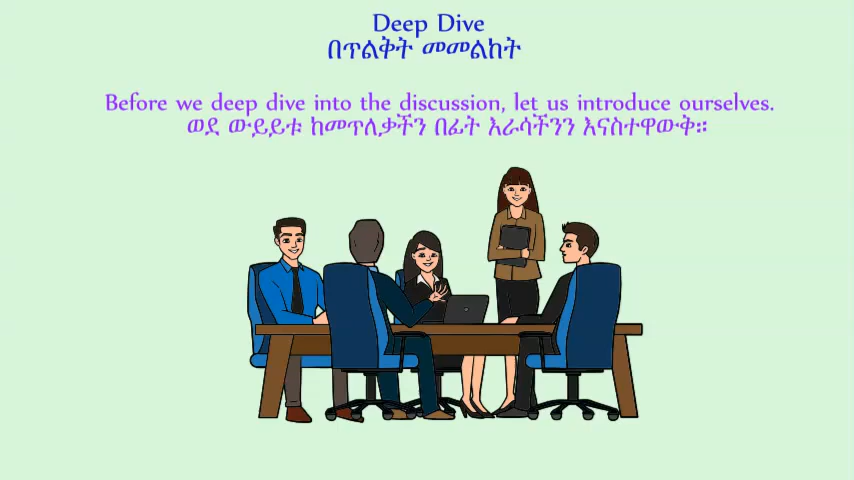 Deep Dive
በጥልቅት መመልከት
Before we deep dive into the discussion, let us introduce ourselves.
ወደ ውይይቱ ከመጥለቃችን በፊት እራሳችንን እናስተዋውቅ።